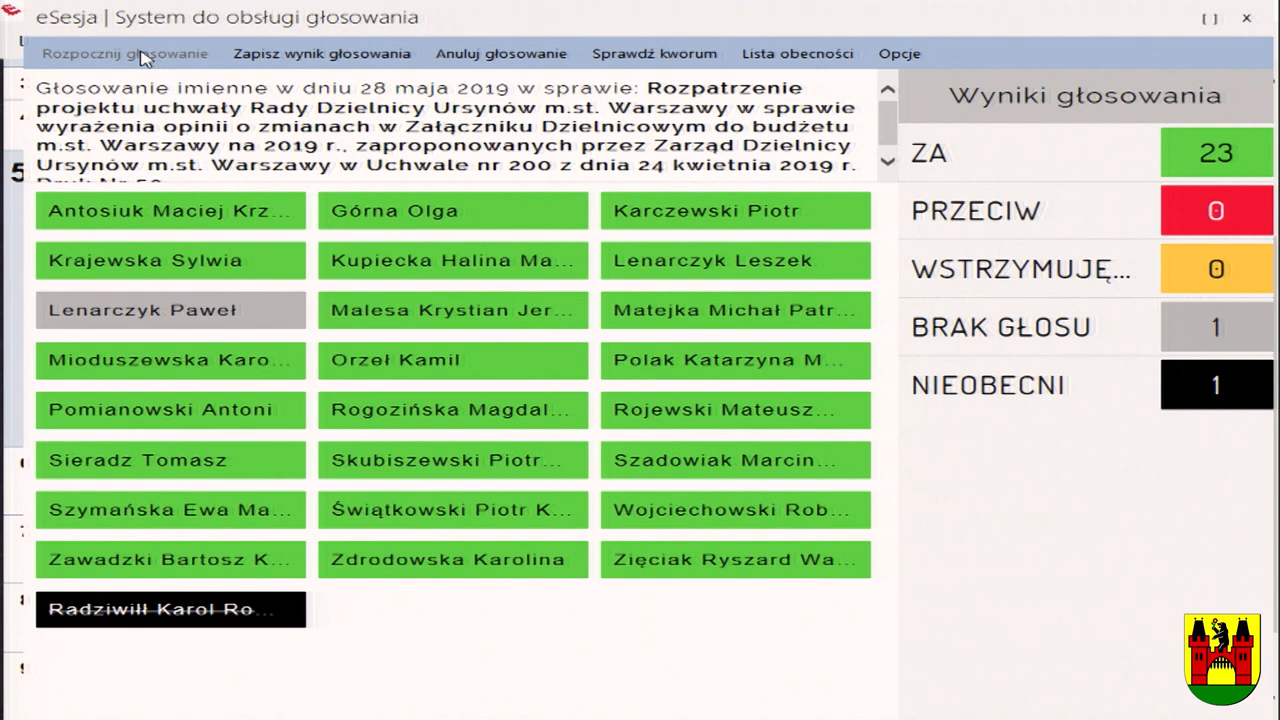 eSesja | System do obsługi głosowania
Rozpocznij głosowanie Zapisz wynik głosowania Anuluj głosowanie Sprawdź kworum Lista obecności Opcje
Głosowanie imienne w dniu 28 maja 2019 w sprawie: Rozpatrzenie
projektu uchwały Rady Dzielnicy Ursynów m.st. Warszawy w sprawie
wyrażenia opinii o zmianach w Załączniku Dzielnicowym do budżetu
m.st. Warszawy na 2019 r., zaproponowanych przez Zarząd Dzielnicy
Ursynów m.st. Warszawy w Uchwale nr 200 z dnia 24 kwietnia 2019 r.
Wyniki głosowania
ZA 23
PRZECIW 0
WSTRZYMUJĘ... 0
BRAK GŁOSU 1
NIEOBECNI 1
Antosiuk Maciej Krz... Górna Olga Karczewski Piotr
Krajewska Sylwia Kupiecka Halina Ma... Lenarczyk Leszek
Lenarczyk Paweł Malesa Krystian Jer... Matejka Michał Patr...
Mioduszewska Karo... Orzeł Kamil Polak Katarzyna M...
Pomianowski Antoni Rogozińska Magdal... Rojewski Mateusz...
Sieradz Tomasz Skubiszewski Piotr... Szadowiak Marcin...
Szymańska Ewa Ma... Świątkowski Piotr K... Wojciechowski Rob...
Zawadzki Bartosz K... Zdrodowska Karolina Zięciak Ryszard Wa...
Radziwiłł Karol Ro...
5